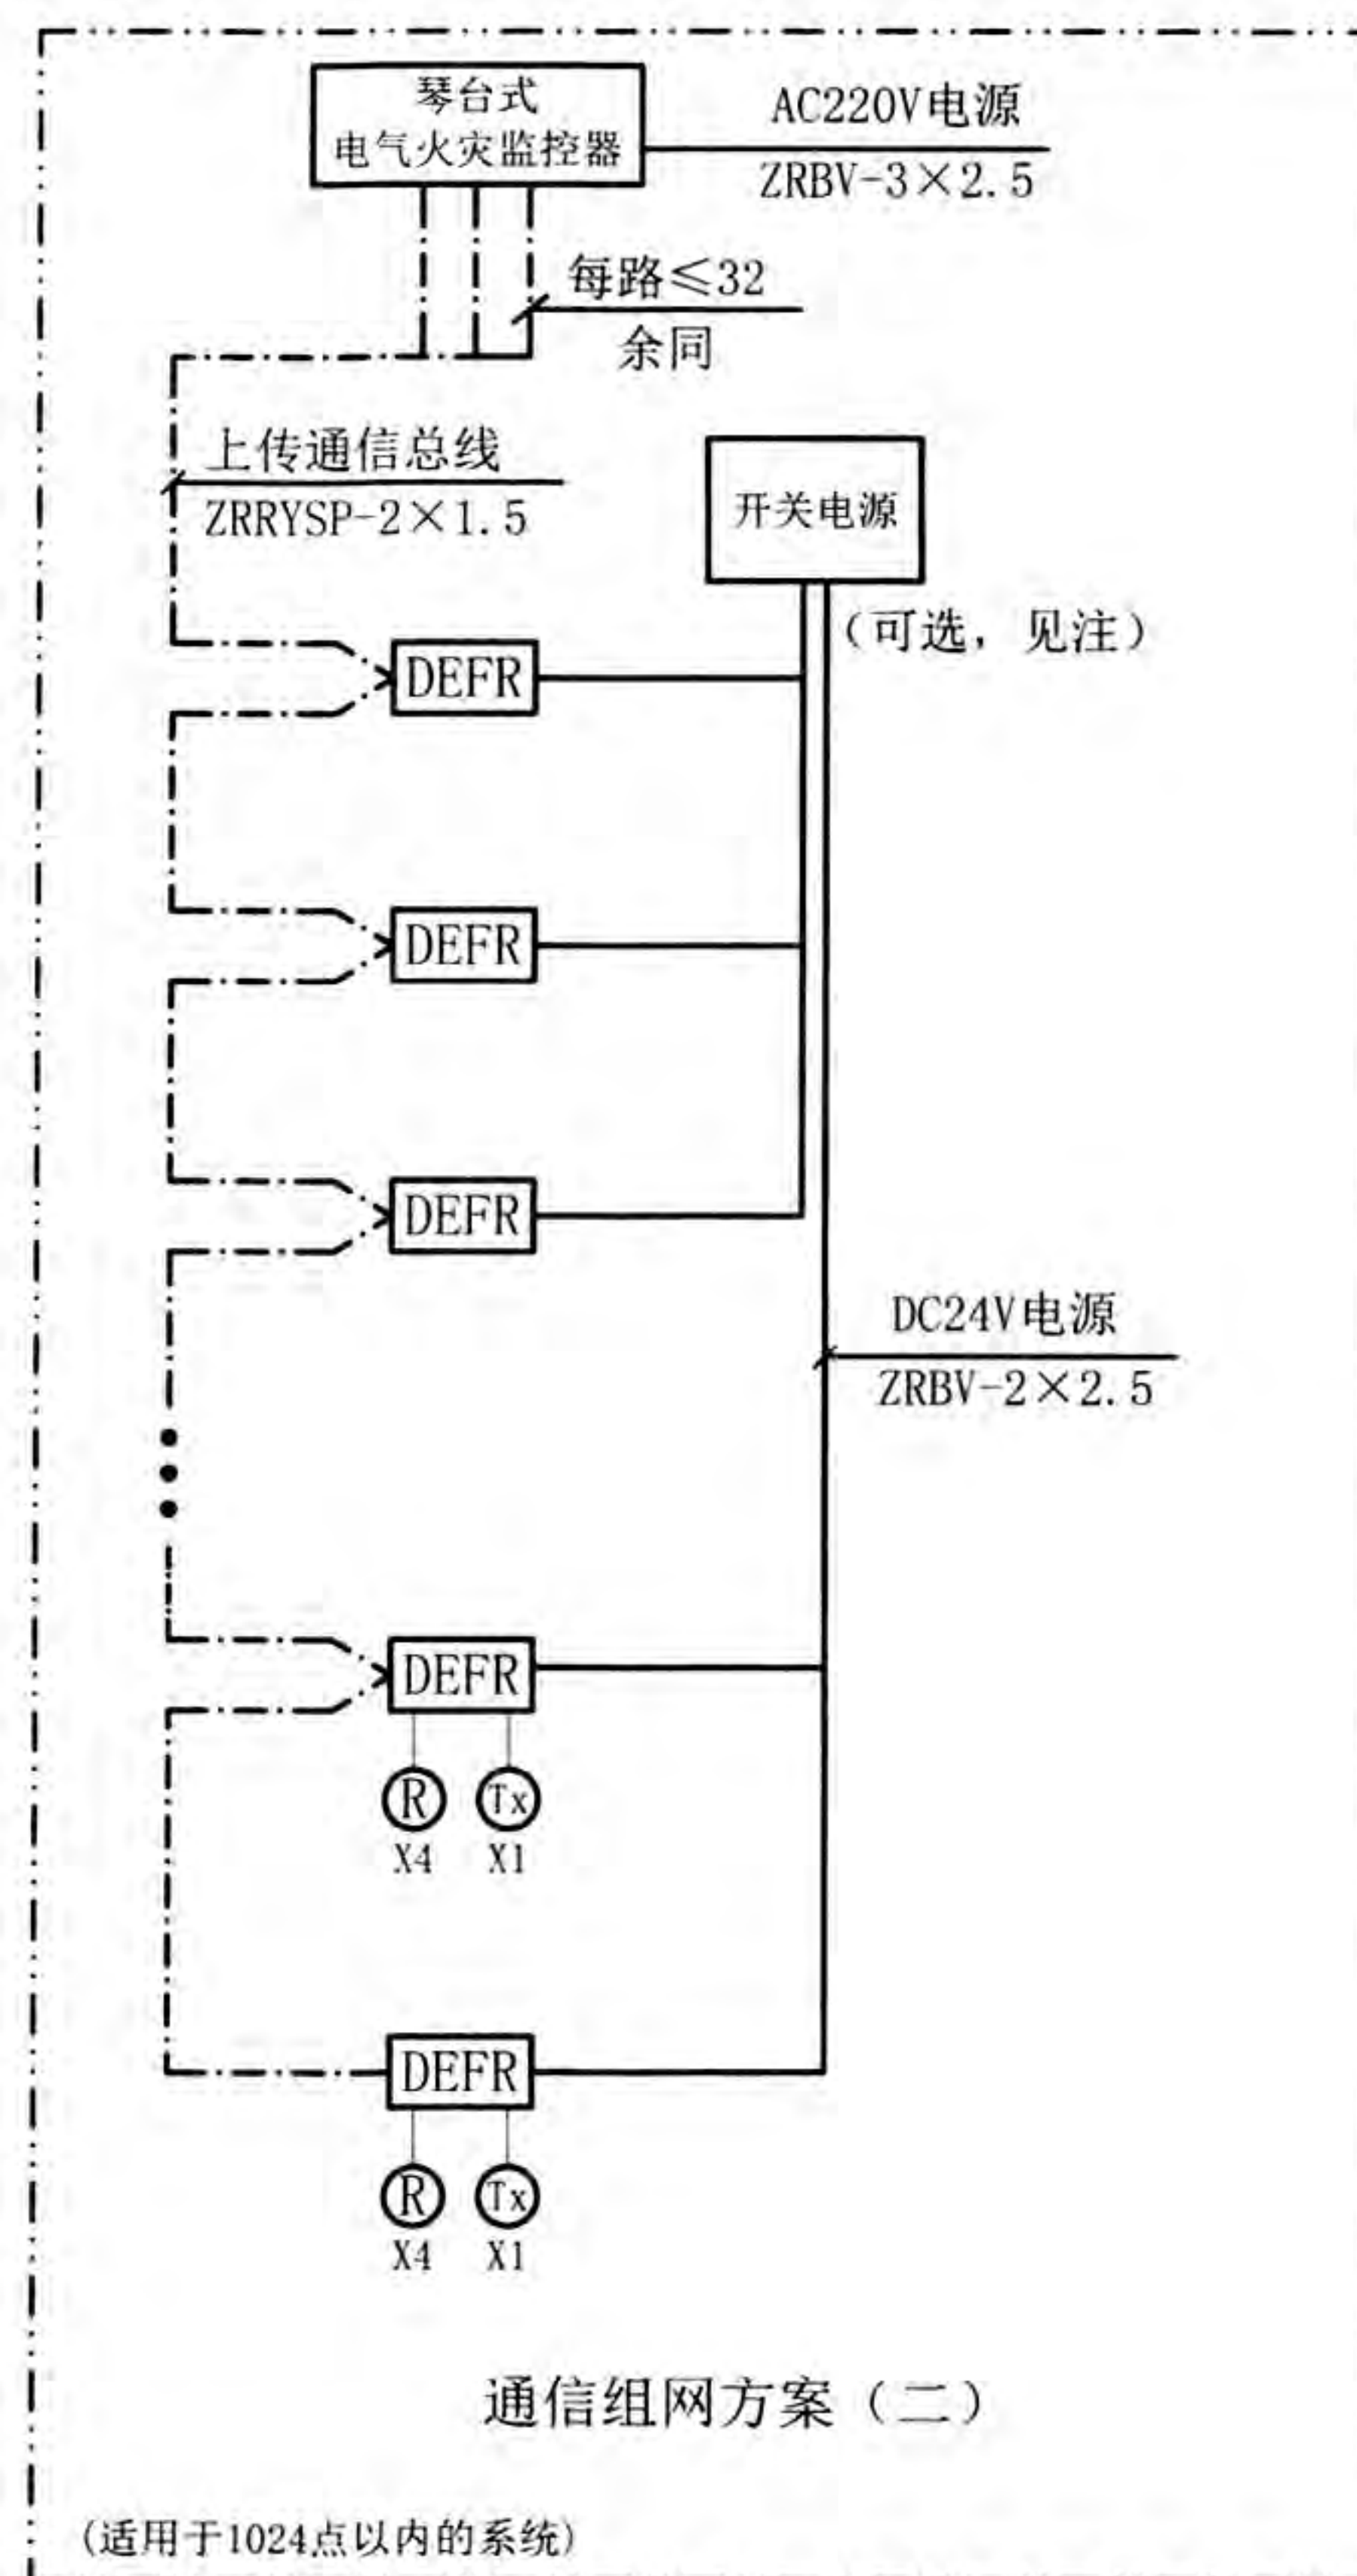 琴台式
电气火灾监控器
AC220V电源
ZRBV-3×2.5
每路≤32
余同
上传通信总线
ZRRYSP-2×1.5
开关电源
(可选，见注)
DEFR
DEFR
DEFR
DC24V电源
ZRBV-2×2.5
DEFR
R Tx
X4 X1
DEFR
R Tx
X4 X1
通信组网方案（二）
(适用于1024点以内的系统)